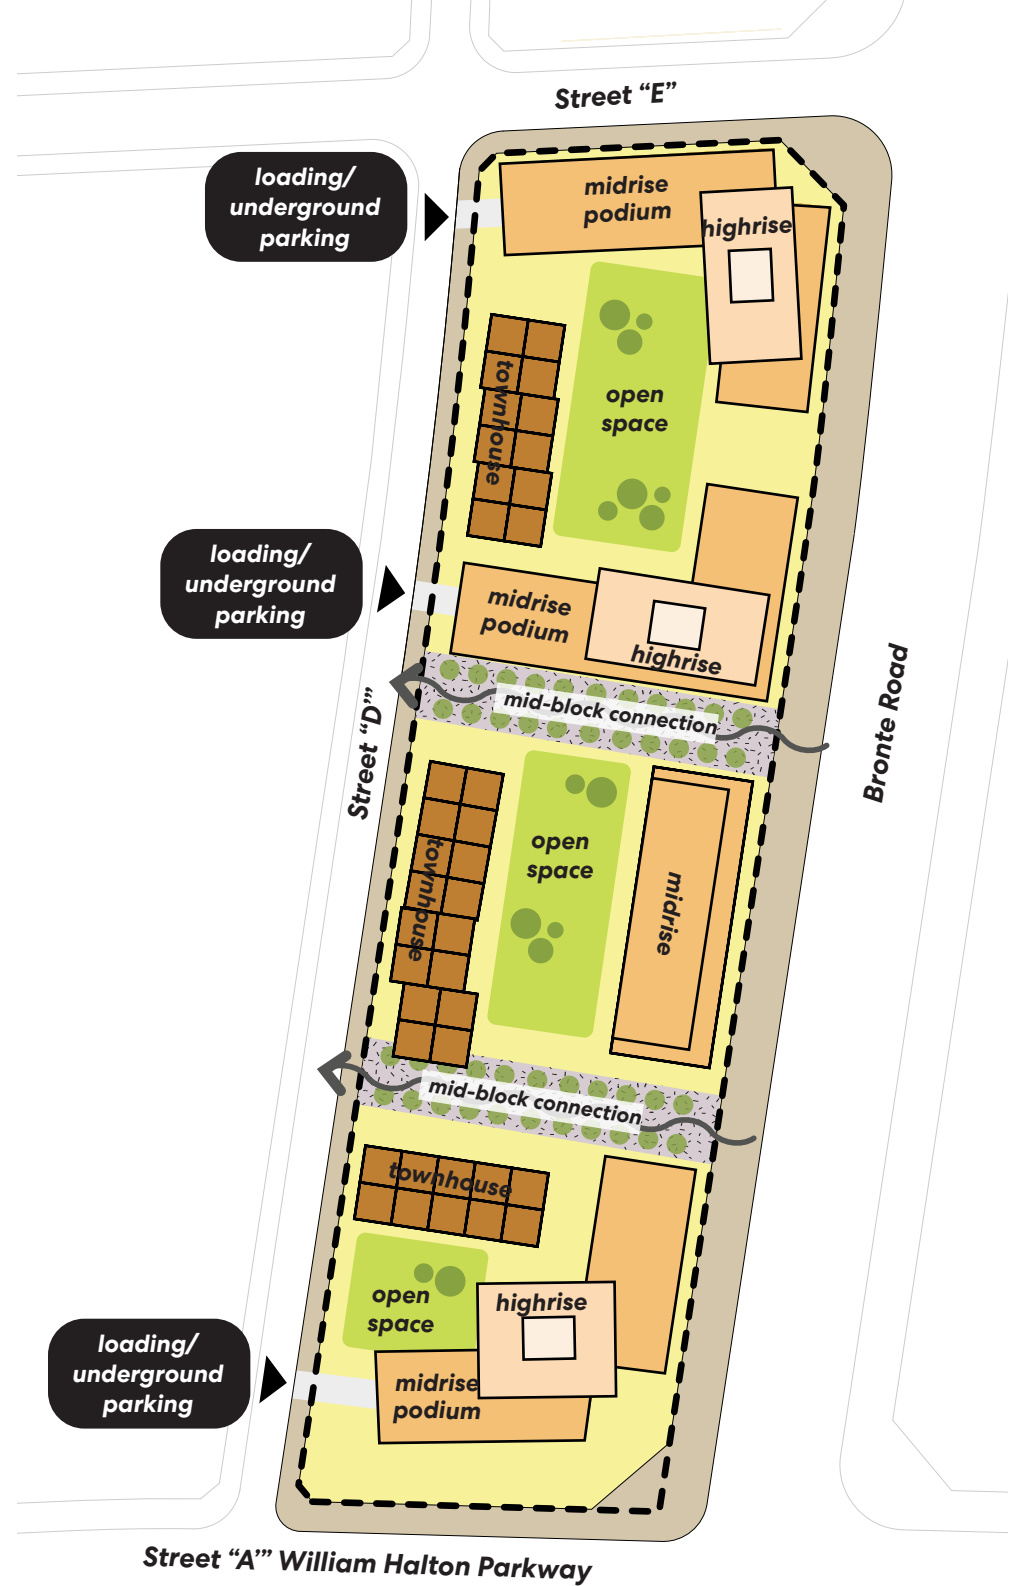 Street “E”
loading/
underground
parking
midrise
podium
highrise
townhouse
open
space
loading/
underground
parking
midrise
podium
highrise
mid-block connection
Street “D’”
Bronte Road
townhouse
open
space
midrise
mid-block connection
townhouse
open
space
highrise
loading/
underground
parking
midrise
podium
Street “A’” William Halton Parkway